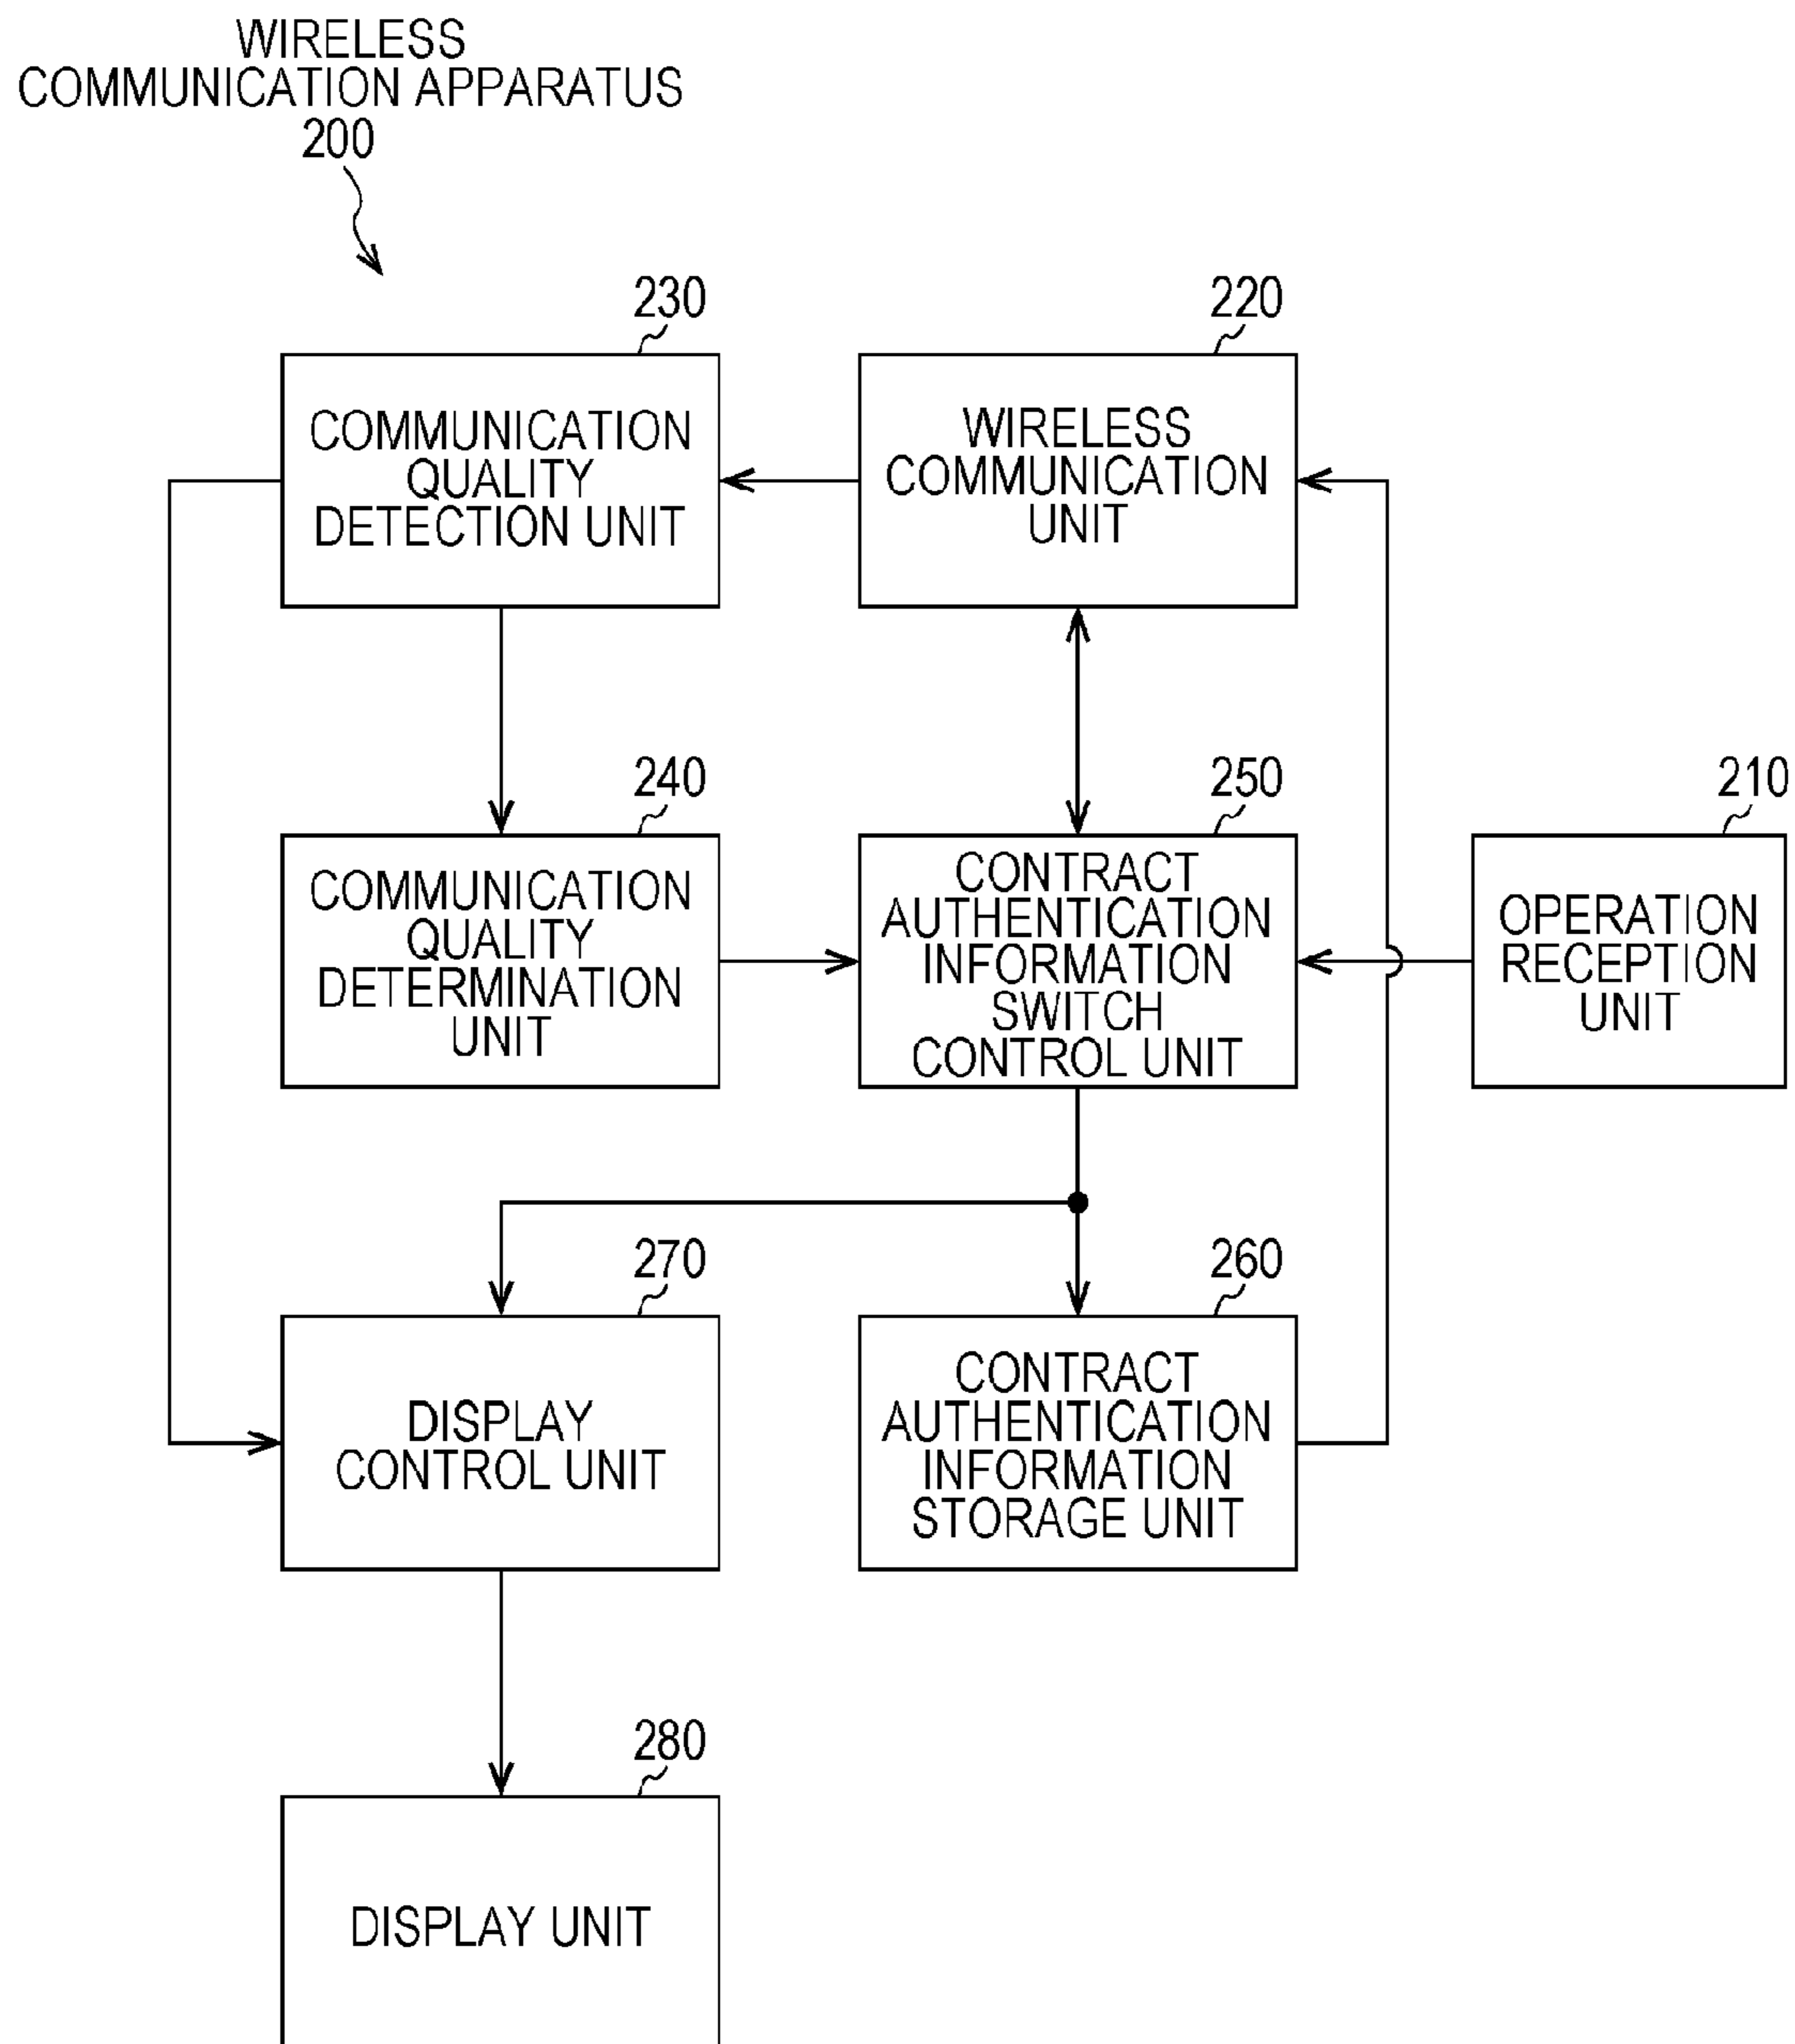 WIRELESS
COMMUNICATION APPARATUS
200
230
COMMUNICATION
QUALITY
DETECTION UNIT
220
WIRELESS
COMMUNICATION
UNIT
240
COMMUNICATION
QUALITY
DETERMINATION
UNIT
250
CONTRACT
AUTHENTICATION
INFORMATION
SWITCH
CONTROL UNIT
210
OPERATION
RECEPTION
UNIT
270
DISPLAY
CONTROL UNIT
260
CONTRACT
AUTHENTICATION
INFORMATION
STORAGE UNIT
280
DISPLAY UNIT